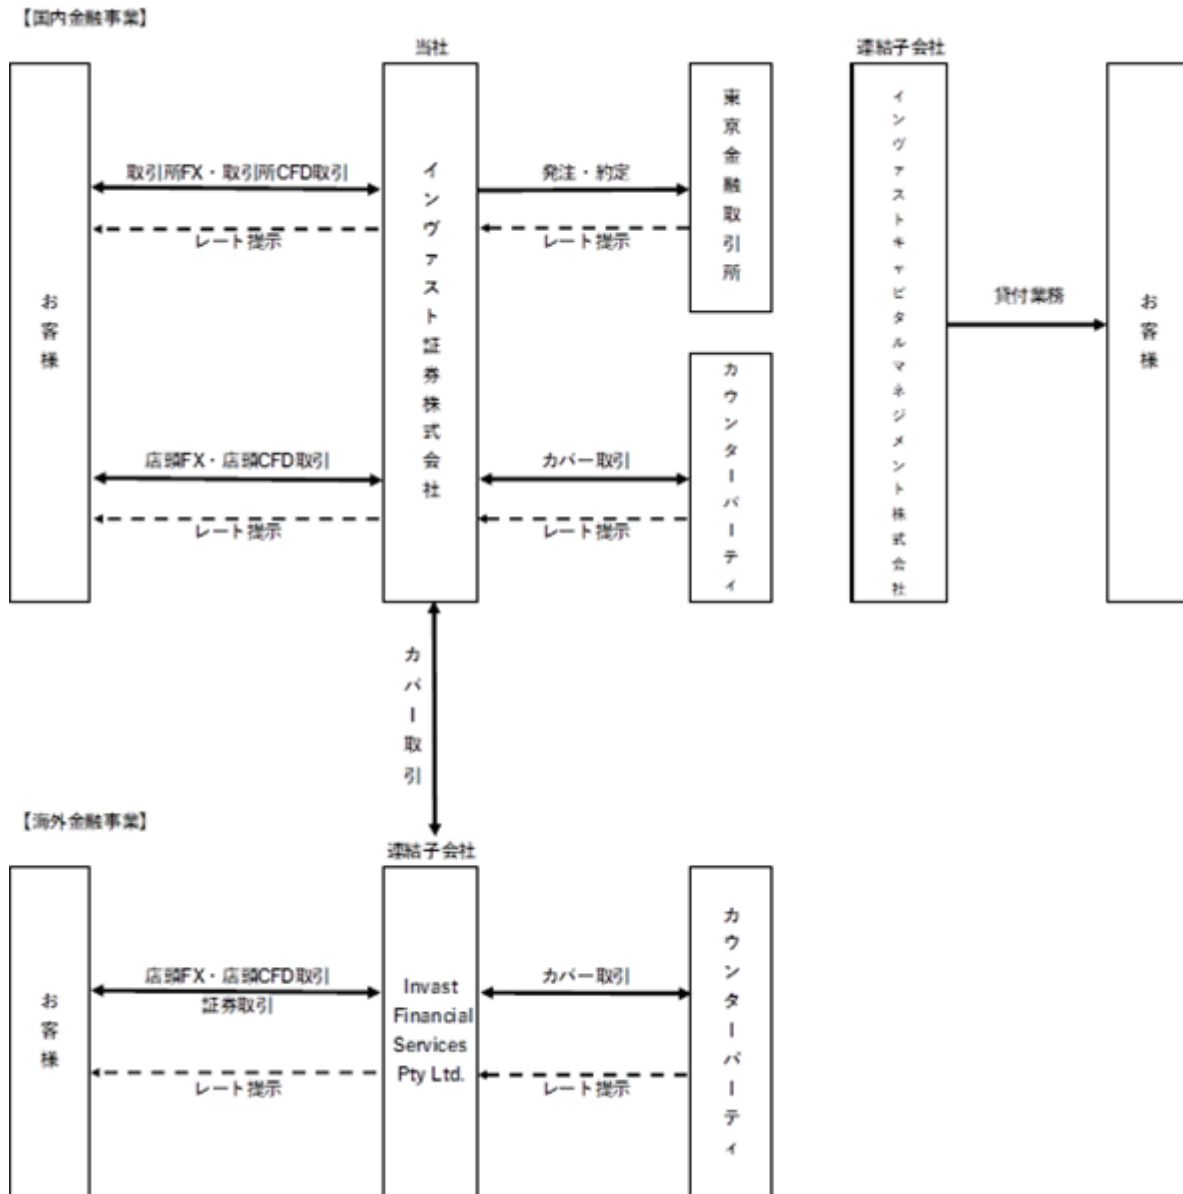 【国内金融事業】
当社
連結子会社
お客様
取引所FX・取引所CFD取引
レート提示
店頭FX・店頭CFD取引
レート提示
インヴァスト証券株式会社
発注・約定
レート提示
カバー取引
レート提示
東京金融取引所
カウンターパーティ
インヴァストキャピタルマネジメント株式会社
貸付業務
お客様
カバー取引
【海外金融事業】
連結子会社
お客様
店頭FX・店頭CFD取引
証券取引
レート提示
Invast
Financial
Services
Pty Ltd.
カバー取引
レート提示
カウンターパーティ